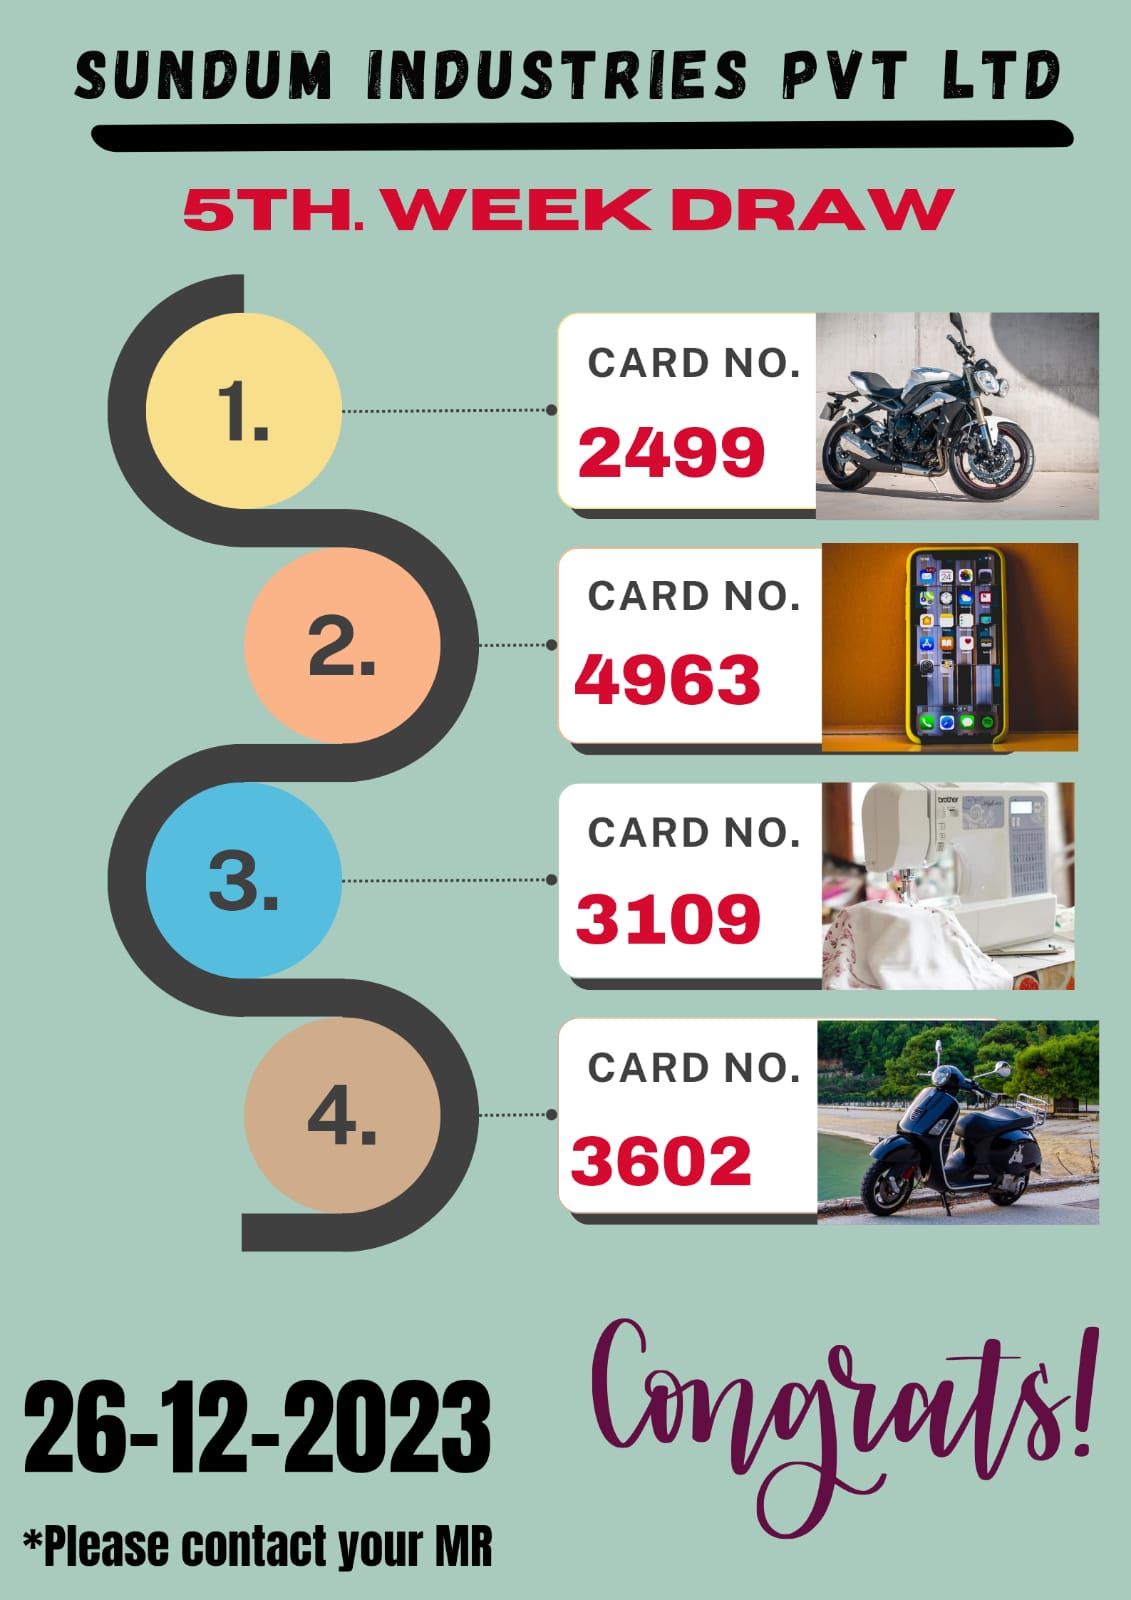 SUNDUM INDUSTRIES PVT LTD
5TH. WEEK DRAW
1.
CARD NO.
2499
2.
CARD NO.
4963
3.
CARD NO.
3109
brother
4.
CARD NO.
3602
Congrats!
26-12-2023
*Please contact your MR